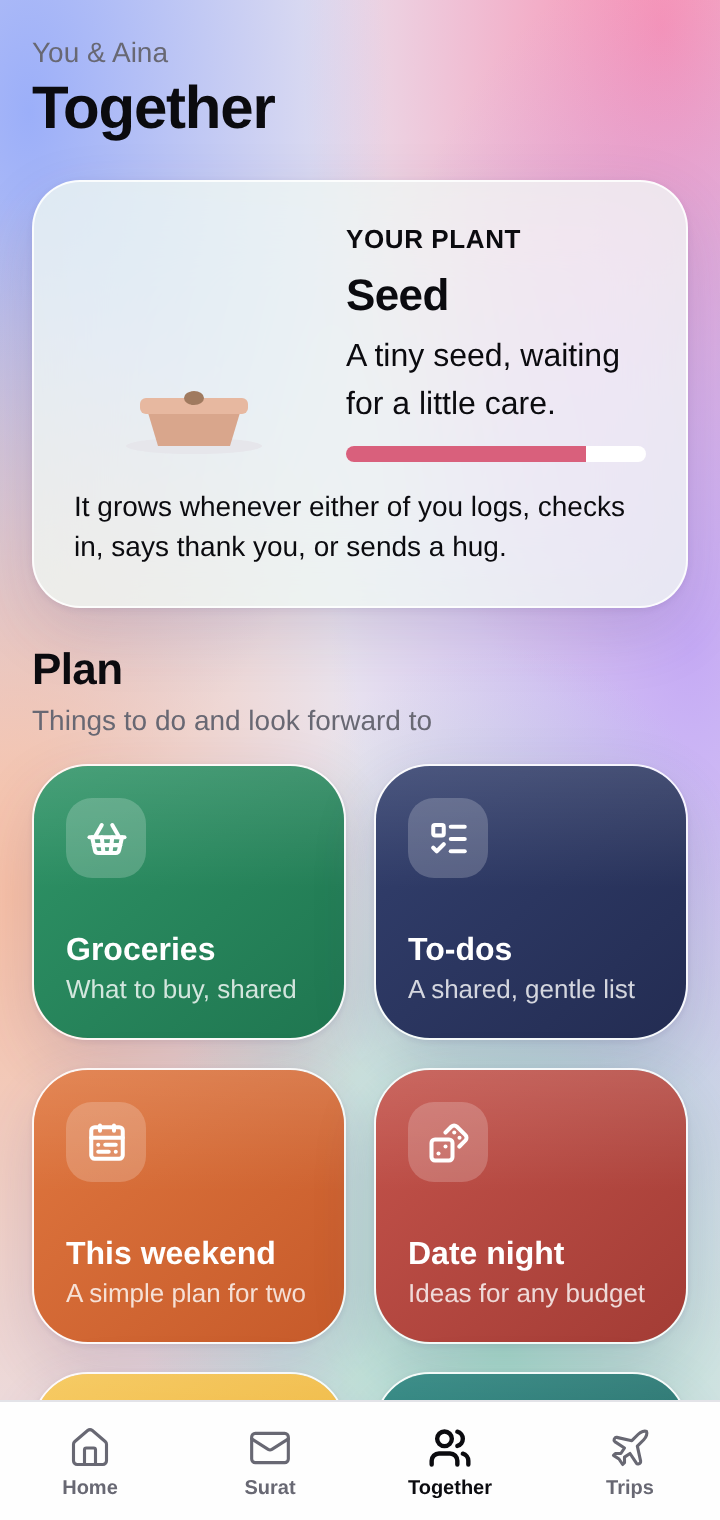 You & Aina
Together
YOUR PLANT
Seed
A tiny seed, waiting
for a little care.
It grows whenever either of you logs, checks
in, says thank you, or sends a hug.
Plan
Things to do and look forward to
Groceries
What to buy, shared
To-dos
A shared, gentle list
This weekend
A simple plan for two
Date night
Ideas for any budget
Home
Surat
Together
Trips